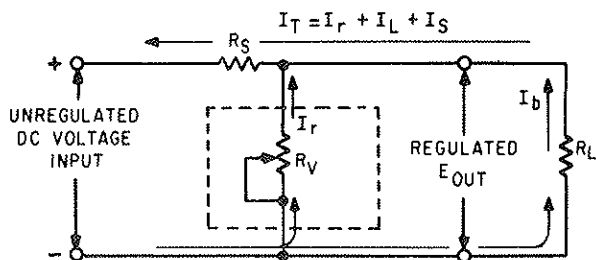 I_T = I_r + I_L + I_S
+
R_S
UNREGULATED
DC VOLTAGE
INPUT
I_r
R_V
REGULATED
E_OUT
I_b
R_L
-